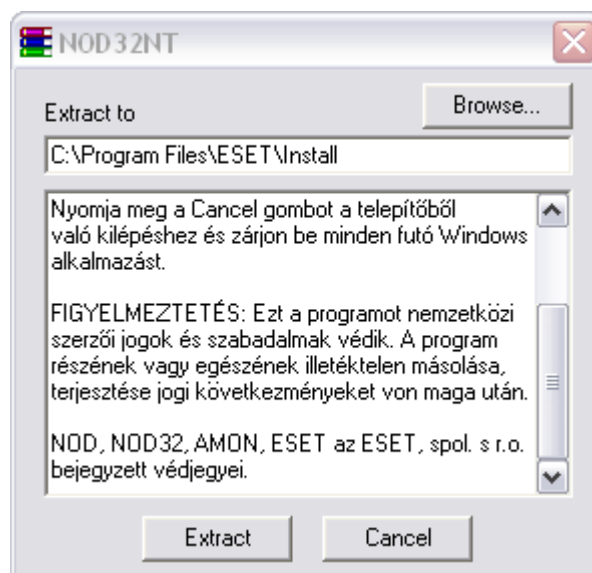 NOD32NT
Browse...
Extract to
C:\Program Files\ESET\Install
Nyomja meg a Cancel gombot a telepítőből
való kilépéshez és zárjon be minden futó Windows
alkalmazást.
FIGYELMEZTETÉS: Ezt a programot nemzetközi
szerzői jogok és szabadalmak védik. A program
részének vagy egészének illetéktelen másolása,
terjesztése jogi következményeket von maga után.
NOD, NOD32, AMON, ESET az ESET, spol. s r.o.
bejegyzett védjegyei.
Extract
Cancel